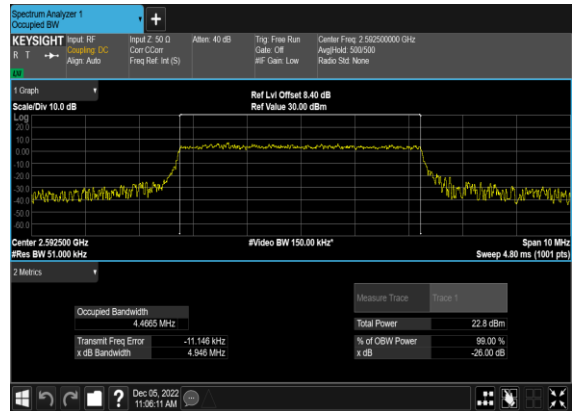 Spectrum Analyzer 1
Occupied BW
KEYSIGHT
R T
LW
Input: RF
Coupling: DC
Align: Auto
Input Z: 50 Ω
Corr CCorr
Freq Ref: Int (S)
Atten: 40 dB
Trig: Free Run
Gate: Off
#IF Gain: Low
Center Freq: 2.592500000 GHz
Avg|Hold: 500/500
Radio Std: None
1 Graph
Scale/Div 10.0 dB
Ref Lvl Offset 8.40 dB
Ref Value 30.00 dBm
Log
20.0
10.0
0.00
-10.0
-20.0
-30.0
-40.0
-50.0
-60.0
Center 2.592500 GHz
#Video BW 150.00 kHz*
Span 10 MHz
#Res BW 51.000 kHz
Sweep 4.80 ms (1001 pts)
2 Metrics
Measure Trace
Trace 1
Occupied Bandwidth
4.4665 MHz
Total Power
22.8 dBm
Transmit Freq Error
-11.146 kHz
% of OBW Power
99.00 %
x dB Bandwidth
4.946 MHz
x dB
-26.00 dB
Dec 05, 2022
11:06:11 AM